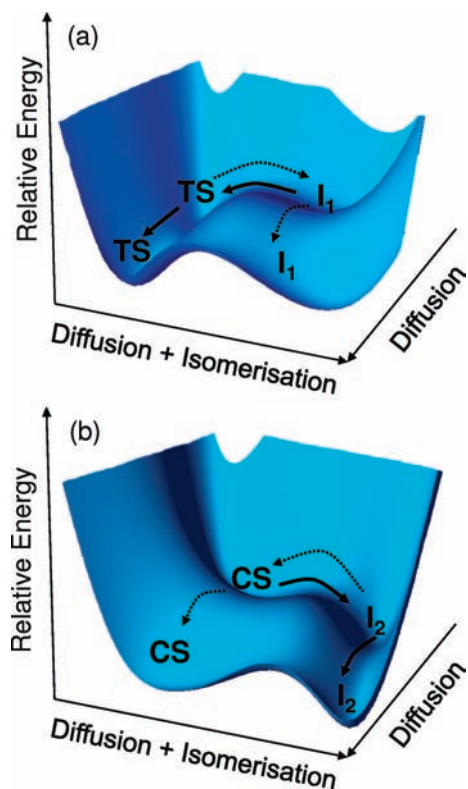 (a)
Relative Energy
TS
I₁
TS
I₁
Diffusion + Isomerisation
Diffusion
(b)
Relative Energy
CS
I₂
CS
I₂
Diffusion + Isomerisation
Diffusion